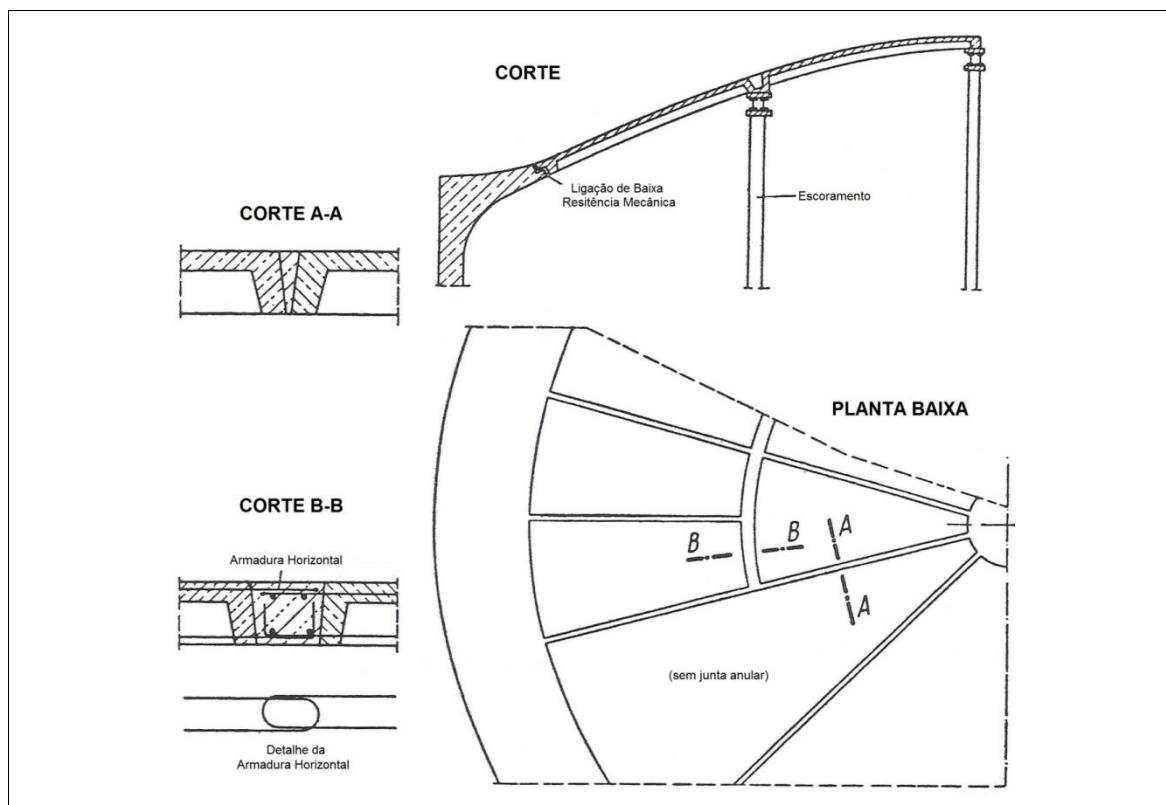 CORTE
Ligação de Baixa
Resitência Mecânica
Escoramento
CORTE A-A
PLANTA BAIXA
CORTE B-B
Armadura Horizontal
B
B
A
A
(sem junta anular)
Detalhe da
Armadura Horizontal